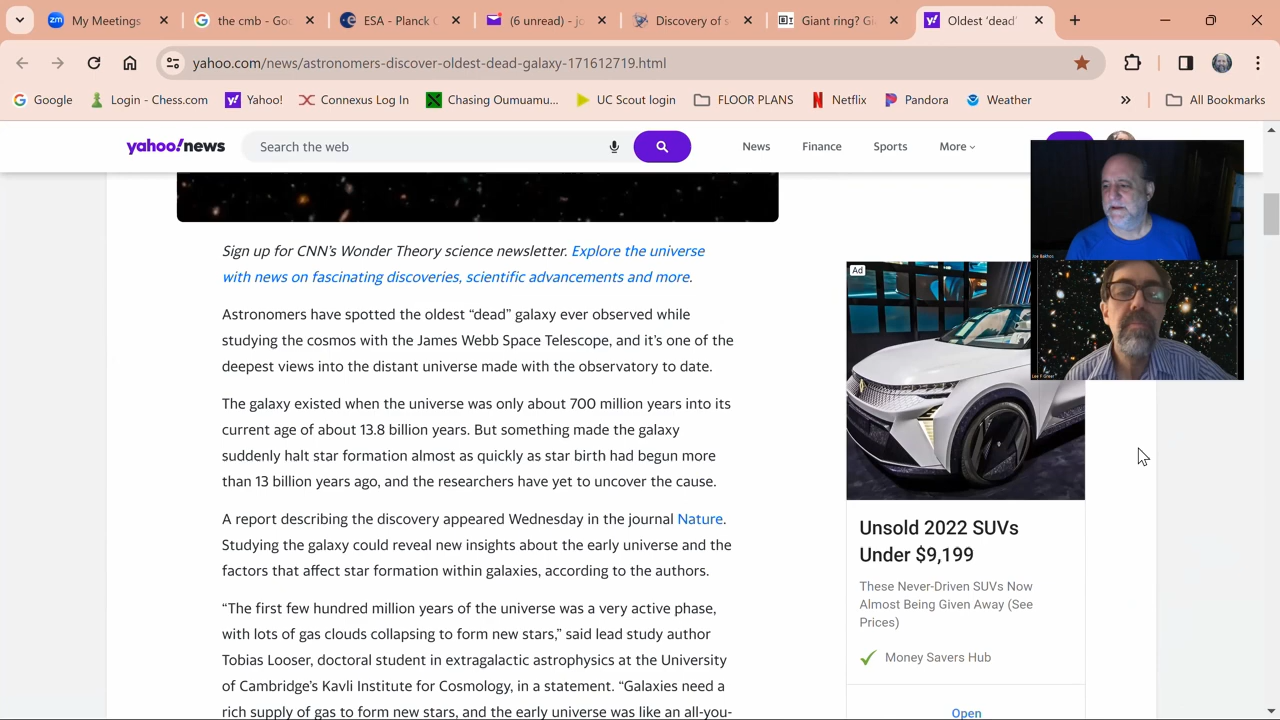 My Meetings
the cmb - Goo
ESA - Planck C
(6 unread) - jo
Discovery of s
Giant ring? Gi
Oldest ‘dead’
yahoo.com/news/astronomers-discover-oldest-dead-galaxy-171612719.html
Google
Login - Chess.com
Yahoo!
Connexus Log In
Chasing Oumuamu...
UC Scout login
FLOOR PLANS
Netflix
Pandora
Weather
All Bookmarks
yahoo!news
Search the web
News
Finance
Sports
More
Sign up for CNN’s Wonder Theory science newsletter. Explore the universe
with news on fascinating discoveries, scientific advancements and more.
Astronomers have spotted the oldest “dead” galaxy ever observed while
studying the cosmos with the James Webb Space Telescope, and it’s one of the
deepest views into the distant universe made with the observatory to date.
The galaxy existed when the universe was only about 700 million years into its
current age of about 13.8 billion years. But something made the galaxy
suddenly halt star formation almost as quickly as star birth had begun more
than 13 billion years ago, and the researchers have yet to uncover the cause.
A report describing the discovery appeared Wednesday in the journal Nature.
Studying the galaxy could reveal new insights about the early universe and the
factors that affect star formation within galaxies, according to the authors.
“The first few hundred million years of the universe was a very active phase,
with lots of gas clouds collapsing to form new stars,” said lead study author
Tobias Looser, doctoral student in extragalactic astrophysics at the University
of Cambridge’s Kavli Institute for Cosmology, in a statement. “Galaxies need a
rich supply of gas to form new stars, and the early universe was like an all-you-
Ad
Unsold 2022 SUVs
Under $9,199
These Never-Driven SUVs Now
Almost Being Given Away (See
Prices)
Money Savers Hub
Open